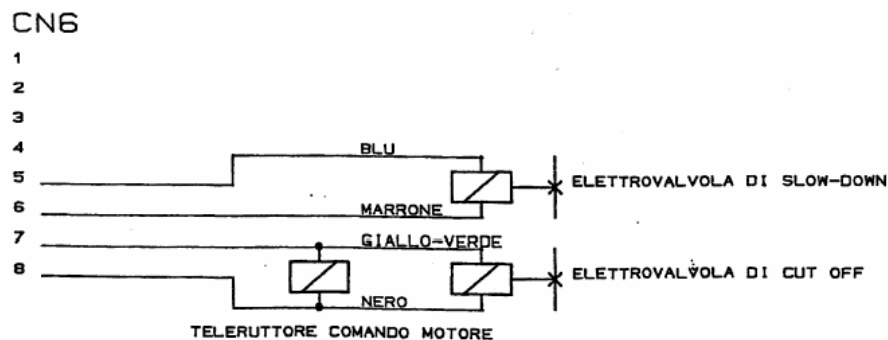 CN6
1
2
3
4
BLU
5
ELETTROVALVOLA DI SLOW-DOWN
6
MARRONE
7
GIALLO-VERDE
8
ELETTROVALVOLA DI CUT OFF
NERO
TELERUTTORE COMANDO MOTORE